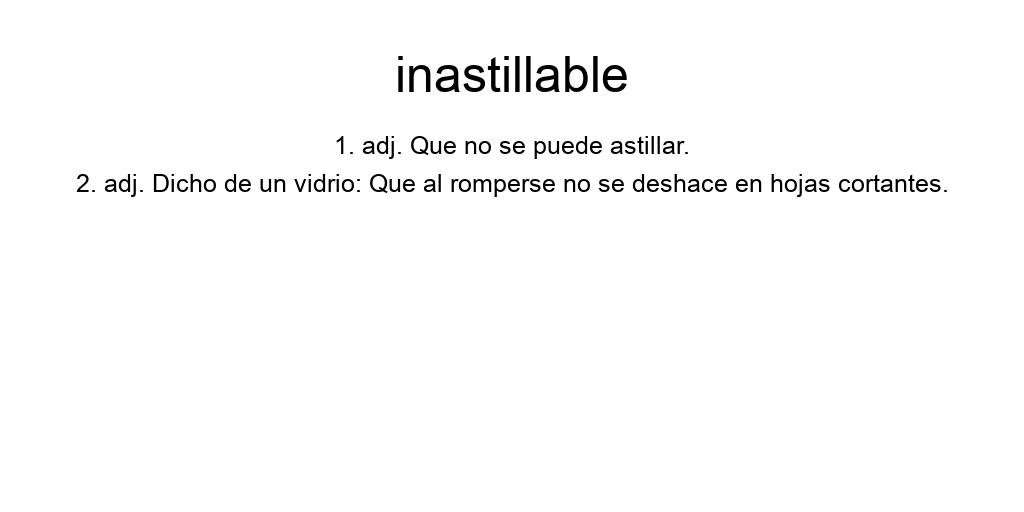 inastillable
1. adj. Que no se puede astillar.
2. adj. Dicho de un vidrio: Que al romperse no se deshace en hojas cortantes.